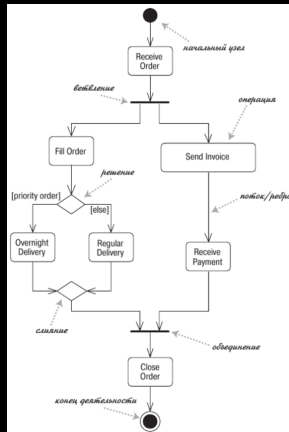 начальный узел
Receive
Order
ветвление
операция
Fill Order
Send Invoice
решение
[priority order]
[else]
поток/ребро
Overnight
Delivery
Regular
Delivery
Receive
Payment
слияние
объединение
Close
Order
конец деятельности